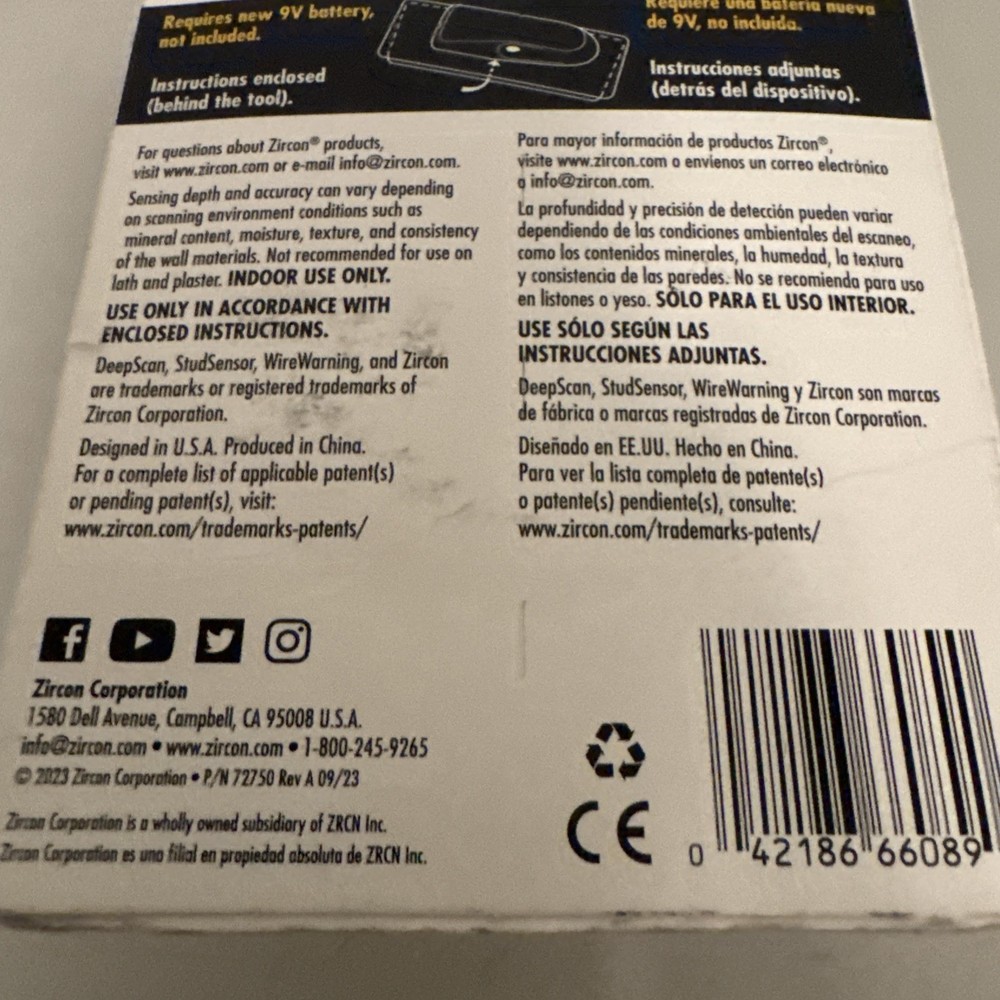 Requires new 9V battery,
not included.
Instructions enclosed
(behind the tool).
Requiere una batería nueva
de 9V, no incluida.
Instrucciones adjuntas
(detrás del dispositivo).
For questions about Zircon® products,
visit www.zircon.com or e-mail info@zircon.com.
Sensing depth and accuracy can vary depending
on scanning environment conditions such as
mineral content, moisture, texture, and consistency
of the wall materials. Not recommended for use on
lath and plaster. INDOOR USE ONLY.
USE ONLY IN ACCORDANCE WITH
ENCLOSED INSTRUCTIONS.
DeepScan, StudSensor, WireWarning, and Zircon
are trademarks or registered trademarks of
Zircon Corporation.
Designed in U.S.A. Produced in China.
For a complete list of applicable patent(s)
or pending patent(s), visit:
www.zircon.com/trademarks-patents/
Para mayor información de productos Zircon®,
visite www.zircon.com o envíenos un correo electrónico
a info@zircon.com.
La profundidad y precisión de detección pueden variar
dependiendo de las condiciones ambientales del escaneo,
como los contenidos minerales, la humedad, la textura
y consistencia de las paredes. No se recomienda para uso
en listones o yeso. SÓLO PARA EL USO INTERIOR.
USE SÓLO SEGÚN LAS
INSTRUCCIONES ADJUNTAS.
DeepScan, StudSensor, WireWarning y Zircon son marcas
de fábrica o marcas registradas de Zircon Corporation.
Diseñado en EE.UU. Hecho en China.
Para ver la lista completa de patente(s)
o patente(s) pendiente(s), consulte:
www.zircon.com/trademarks-patents/
Zircon Corporation
1580 Dell Avenue, Campbell, CA 95008 U.S.A.
info@zircon.com • www.zircon.com • 1-800-245-9265
© 2023 Zircon Corporation • P/N 72750 Rev A 09/23
Zircon Corporation is a wholly owned subsidiary of ZRCN Inc.
Zircon Corporation es una filial en propiedad absoluta de ZRCN Inc.
CE
0 42186 66089